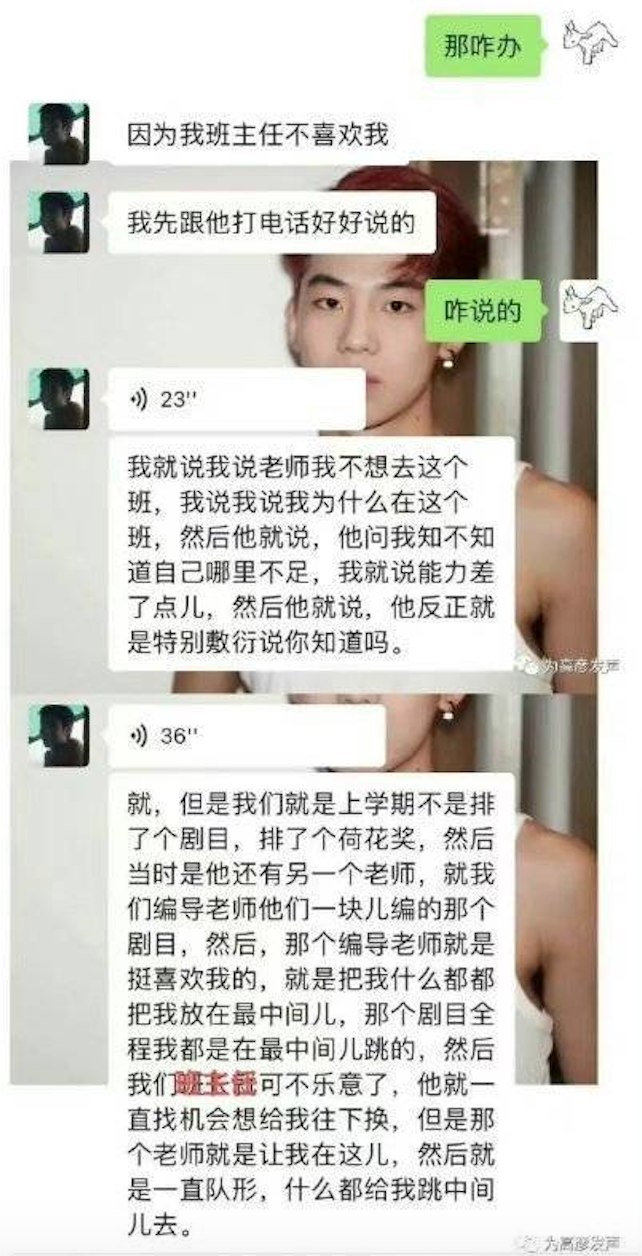 那咋办
因为我班主任不喜欢我
我先跟他打电话好好说的
咋说的
23''
我就说我说老师我不想去这个
班，我说我说我为什么在这个
班，然后他就说，他问我知不知
道自己哪里不足，我就说能力差
了点儿，然后他就说，他反正就
是特别敷衍说你知道吗。
为高彦发声
36''
就，但是我们就是上学期不是排
了个剧目，排了个荷花奖，然后
当时是他还有另一个老师，就我
们编导老师他们一块儿编的那个
剧目，然后，那个编导老师就是
挺喜欢我的，就是把我什么都都
把我放在最中间儿，那个剧目全
程我都是在最中间儿跳的，然后
我们班主任可不乐意了，他就一
直找机会想给我往下换，但是那
个老师就是让我在这儿，然后就
是一直队形，什么都给我跳中间
儿去。
为高彦发声